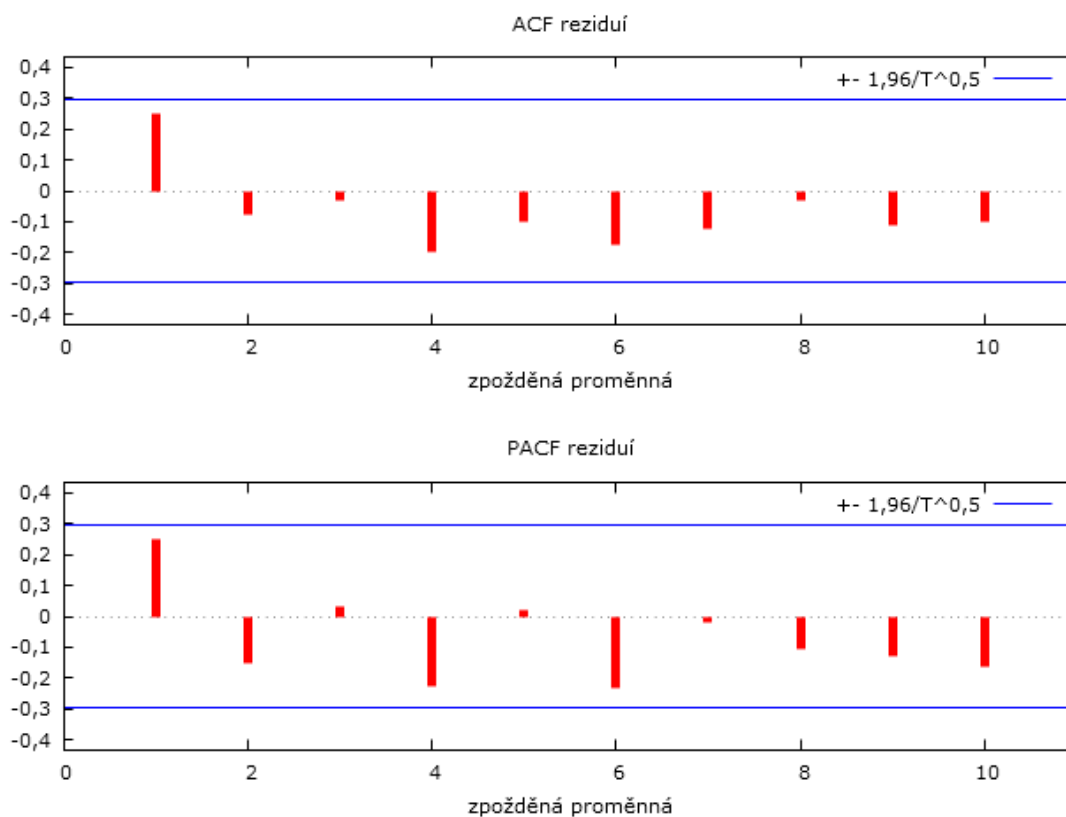 ACF reziduí
+- 1,96/T^0,5
0,4
0,3
0,2
0,1
0
-0,1
-0,2
-0,3
-0,4
0 2 4 6 8 10
zpožděná proměnná
PACF reziduí
+- 1,96/T^0,5
0,4
0,3
0,2
0,1
0
-0,1
-0,2
-0,3
-0,4
0 2 4 6 8 10
zpožděná proměnná